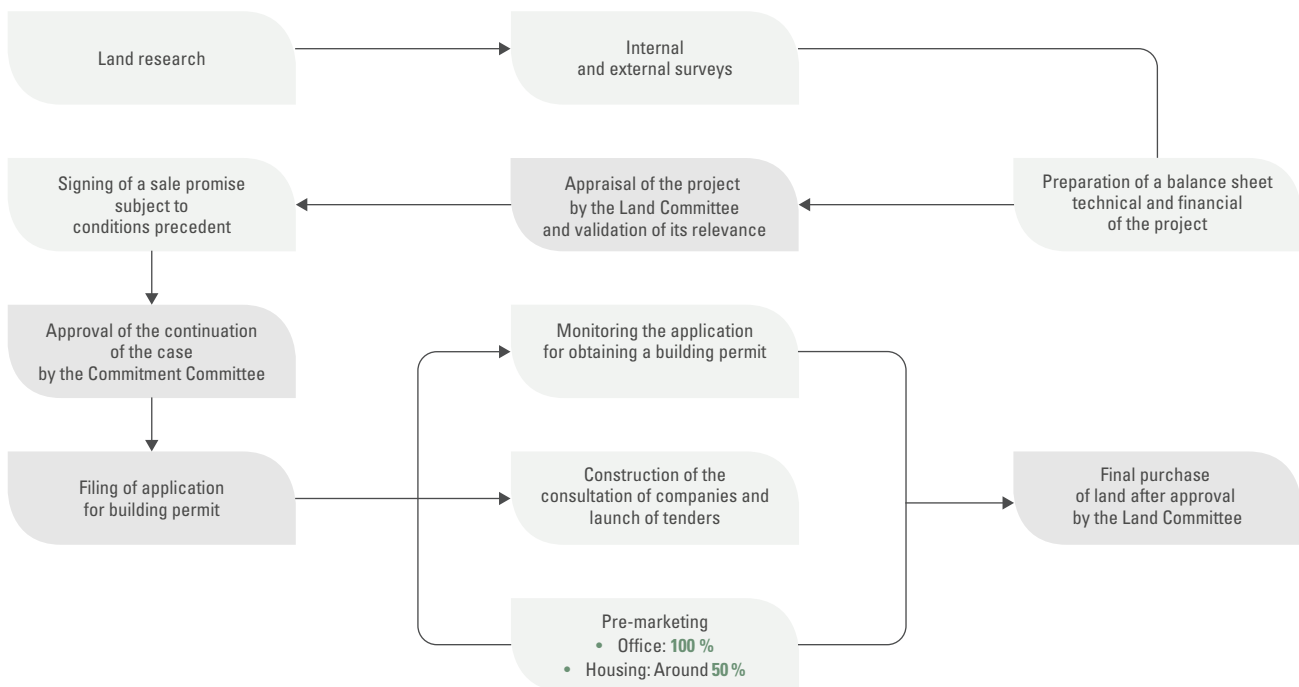 Land research
Internal
and external surveys
Preparation of a balance sheet
technical and financial
of the project
Appraisal of the project
by the Land Committee
and validation of its relevance
Signing of a sale promise
subject to
conditions precedent
Approval of the continuation
of the case
by the Commitment Committee
Filing of application
for building permit
Monitoring the application
for obtaining a building permit
Construction of the
consultation of companies and
launch of tenders
Pre-marketing
• Office: 100 %
• Housing: Around 50 %
Final purchase
of land after approval
by the Land Committee